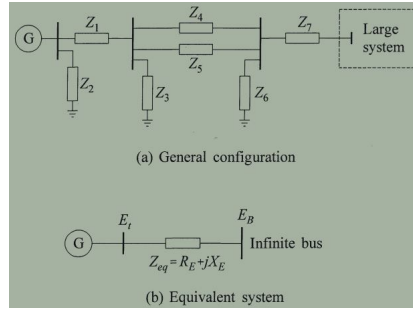 G
Z1
Z2
Z3
Z4
Z5
Z6
Z7
Large
system
(a) General configuration
G
Et
EB
Infinite bus
Zeq = RE+jXE
(b) Equivalent system